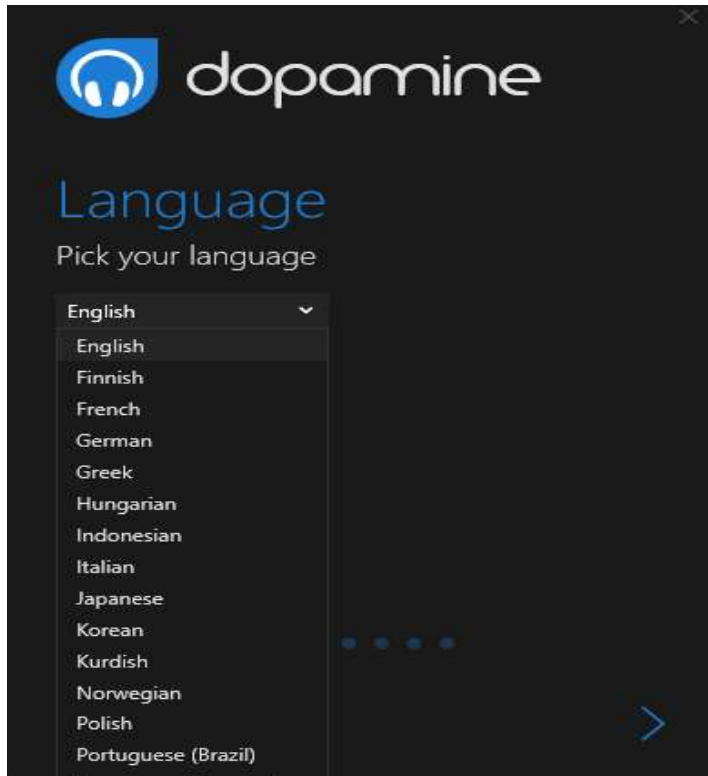 dopamine
Language
Pick your language
English
English
Finnish
French
German
Greek
Hungarian
Indonesian
Italian
Japanese
Korean
Kurdish
Norwegian
Polish
Portuguese (Brazil)